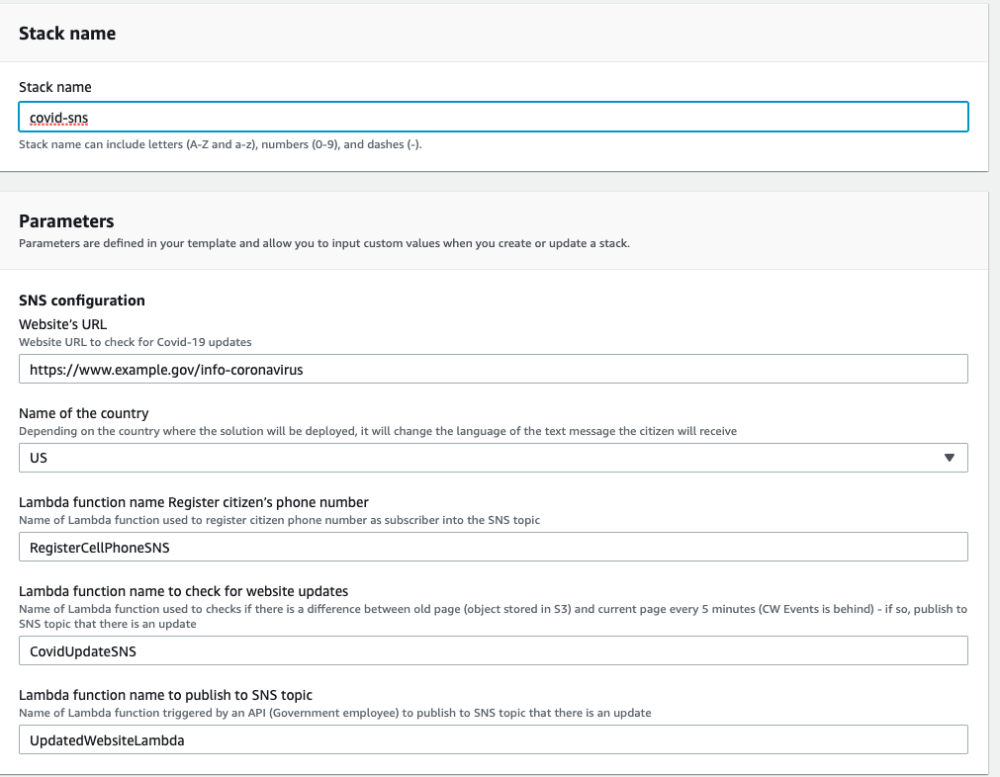 Stack name
Stack name
covid-sns
Stack name can include letters (A-Z and a-z), numbers (0-9), and dashes (-).
Parameters
Parameters are defined in your template and allow you to input custom values when you create or update a stack.
SNS configuration
Website's URL
Website URL to check for Covid-19 updates
https://www.example.gov/info-coronavirus
Name of the country
Depending on the country where the solution will be deployed, it will change the language of the text message the citizen will receive
US
Lambda function name Register citizen's phone number
Name of Lambda function used to register citizen phone number as subscriber into the SNS topic
RegisterCellPhoneSNS
Lambda function name to check for website updates
Name of Lambda function used to checks if there is a difference between old page (object stored in S3) and current page every 5 minutes (CW Events is behind) - if so, publish to
SNS topic that there is an update
CovidUpdateSNS
Lambda function name to publish to SNS topic
Name of Lambda function triggered by an API (Government employee) to publish to SNS topic that there is an update
UpdatedWebsiteLambda